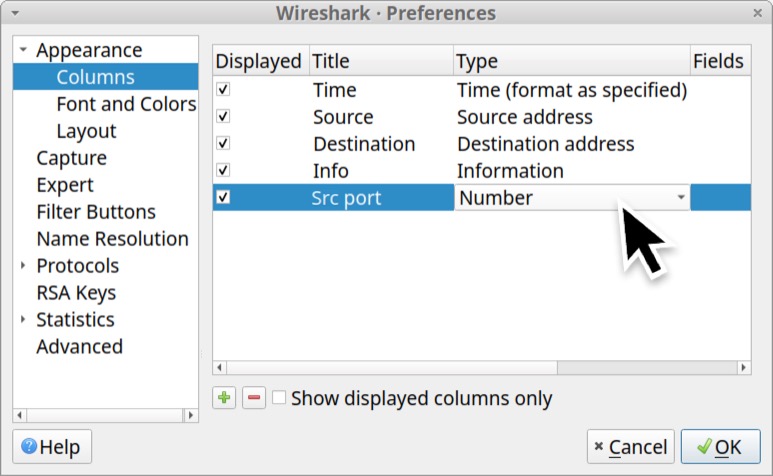 Wireshark · Preferences
Appearance
Columns
Font and Colors
Layout
Capture
Expert
Filter Buttons
Name Resolution
Protocols
RSA Keys
Statistics
Advanced
Displayed Title Type Fields
Time Time (format as specified)
Source Source address
Destination Destination address
Info Information
Src port Number
Show displayed columns only
Help
Cancel
OK